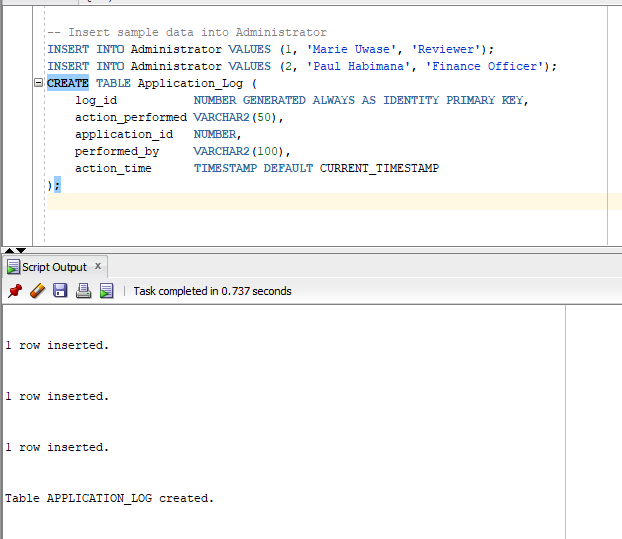 -- Insert sample data into Administrator
INSERT INTO Administrator VALUES (1, 'Marie Uwase', 'Reviewer');
INSERT INTO Administrator VALUES (2, 'Paul Habimana', 'Finance Officer');
CREATE TABLE Application_Log (
    log_id           NUMBER GENERATED ALWAYS AS IDENTITY PRIMARY KEY,
    action_performed VARCHAR2(50),
    application_id   NUMBER,
    performed_by     VARCHAR2(100),
    action_time      TIMESTAMP DEFAULT CURRENT_TIMESTAMP
);
Script Output x
Task completed in 0.737 seconds
1 row inserted.
1 row inserted.
1 row inserted.
Table APPLICATION_LOG created.